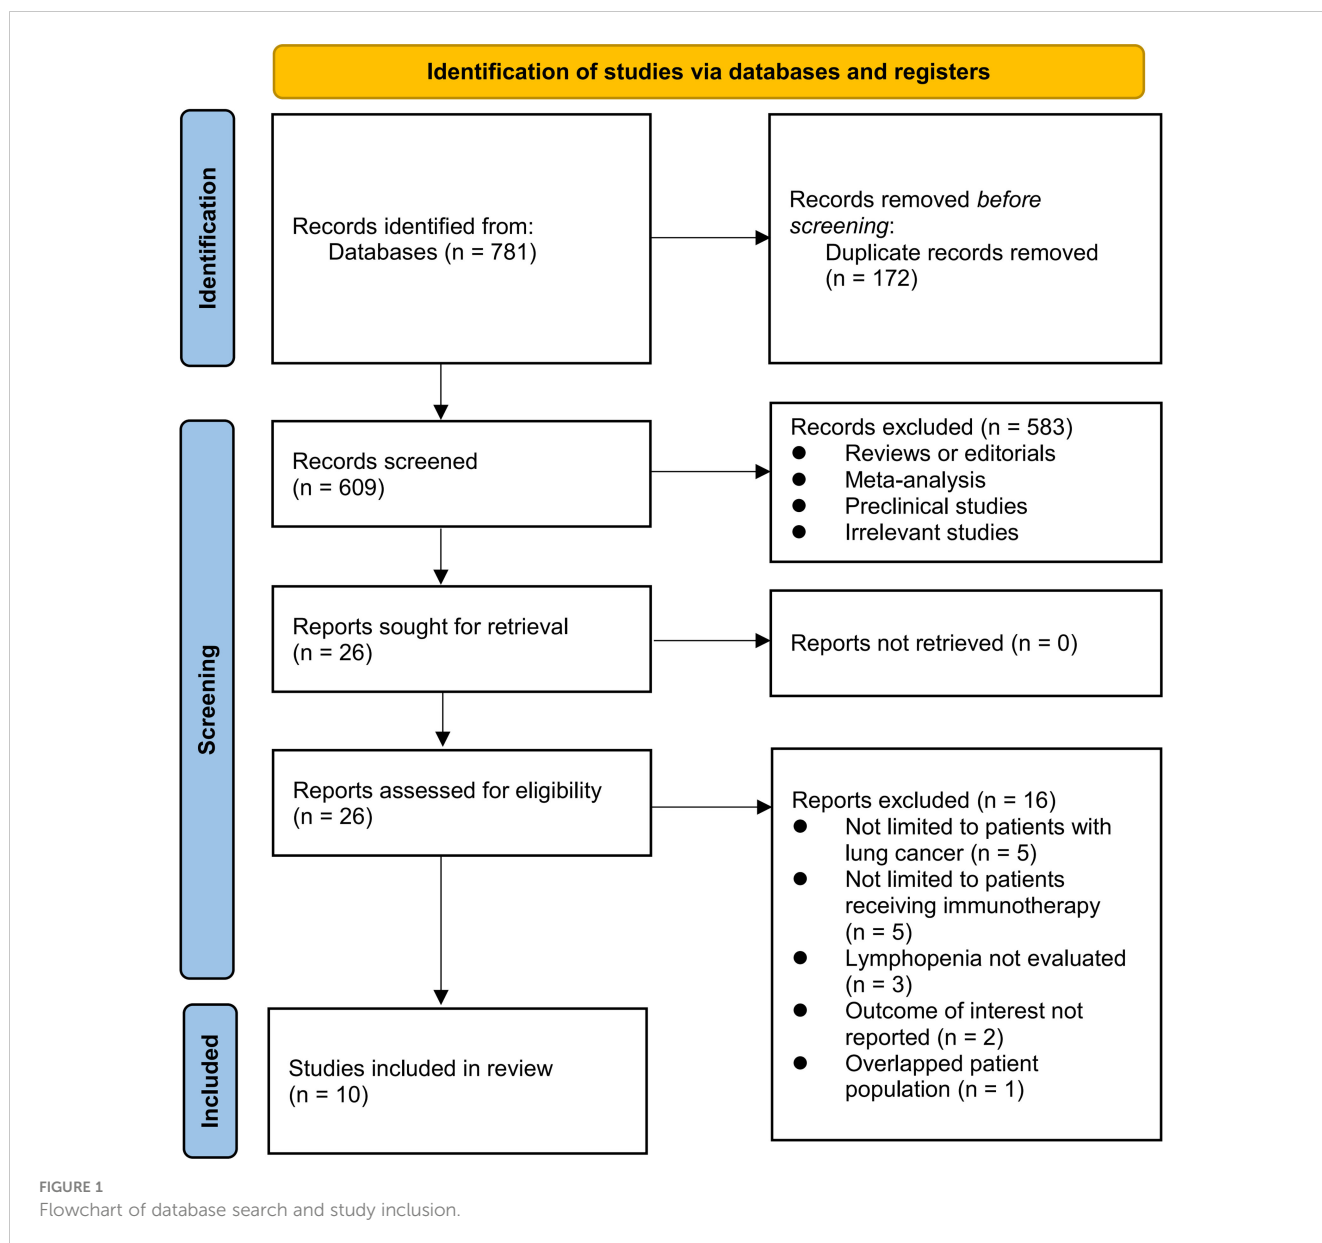 Identification of studies via databases and registers
Identification
Records identified from:
Databases (n = 781)
Records removed before
screening:
Duplicate records removed
(n = 172)
Screening
Records screened
(n = 609)
Records excluded (n = 583)
● Reviews or editorials
● Meta-analysis
● Preclinical studies
● Irrelevant studies
Reports sought for retrieval
(n = 26)
Reports not retrieved (n = 0)
Reports assessed for eligibility
(n = 26)
Reports excluded (n = 16)
● Not limited to patients with
lung cancer (n = 5)
● Not limited to patients
receiving immunotherapy
(n = 5)
● Lymphopenia not evaluated
(n = 3)
● Outcome of interest not
reported (n = 2)
● Overlapped patient
population (n = 1)
Included
Studies included in review
(n = 10)
FIGURE 1
Flowchart of database search and study inclusion.